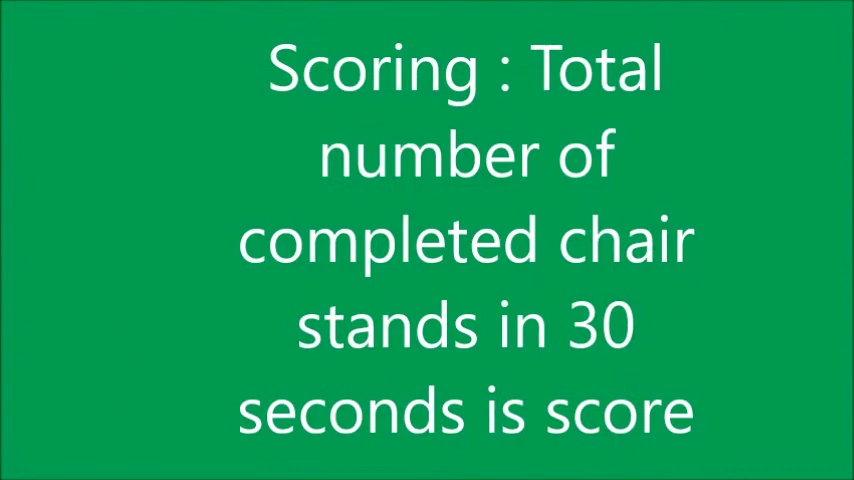 Scoring : Total
number of
completed chair
stands in 30
seconds is score